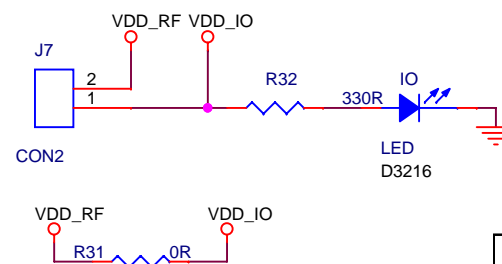 VDD_RF VDD_IO
J7
2
1
R32
330R
IO
CON2
LED
D3216
VDD_RF VDD_IO
R31 0R